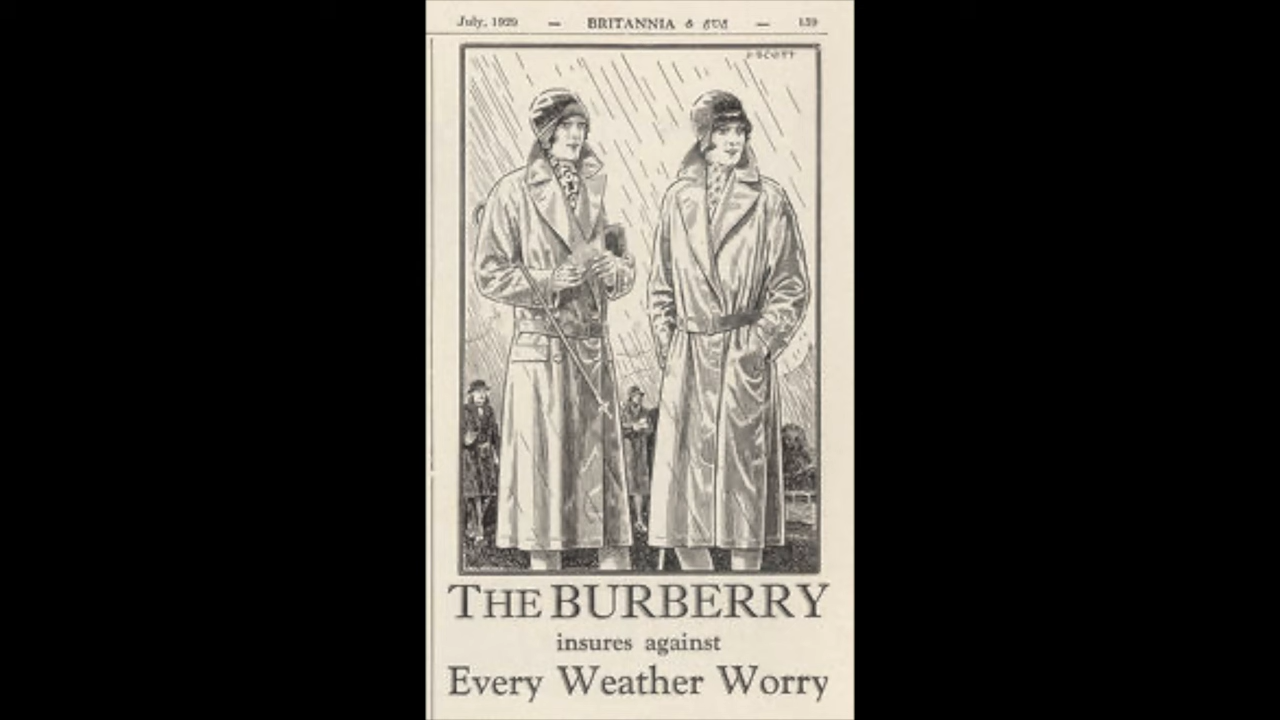 July, 1929 — BRITANNIA & EVE — 139
THE BURBERRY
insures against
Every Weather Worry